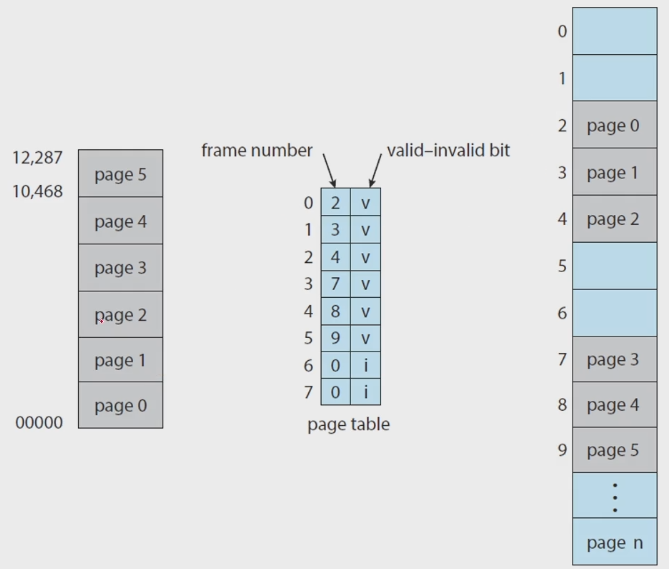 12,287
10,468
page 5
page 4
page 3
page 2
page 1
page 0
00000
frame number
valid–invalid bit
0 2 v
1 3 v
2 4 v
3 7 v
4 8 v
5 9 v
6 0 i
7 0 i
page table
0
1
2 page 0
3 page 1
4 page 2
5
6
7 page 3
8 page 4
9 page 5
page n